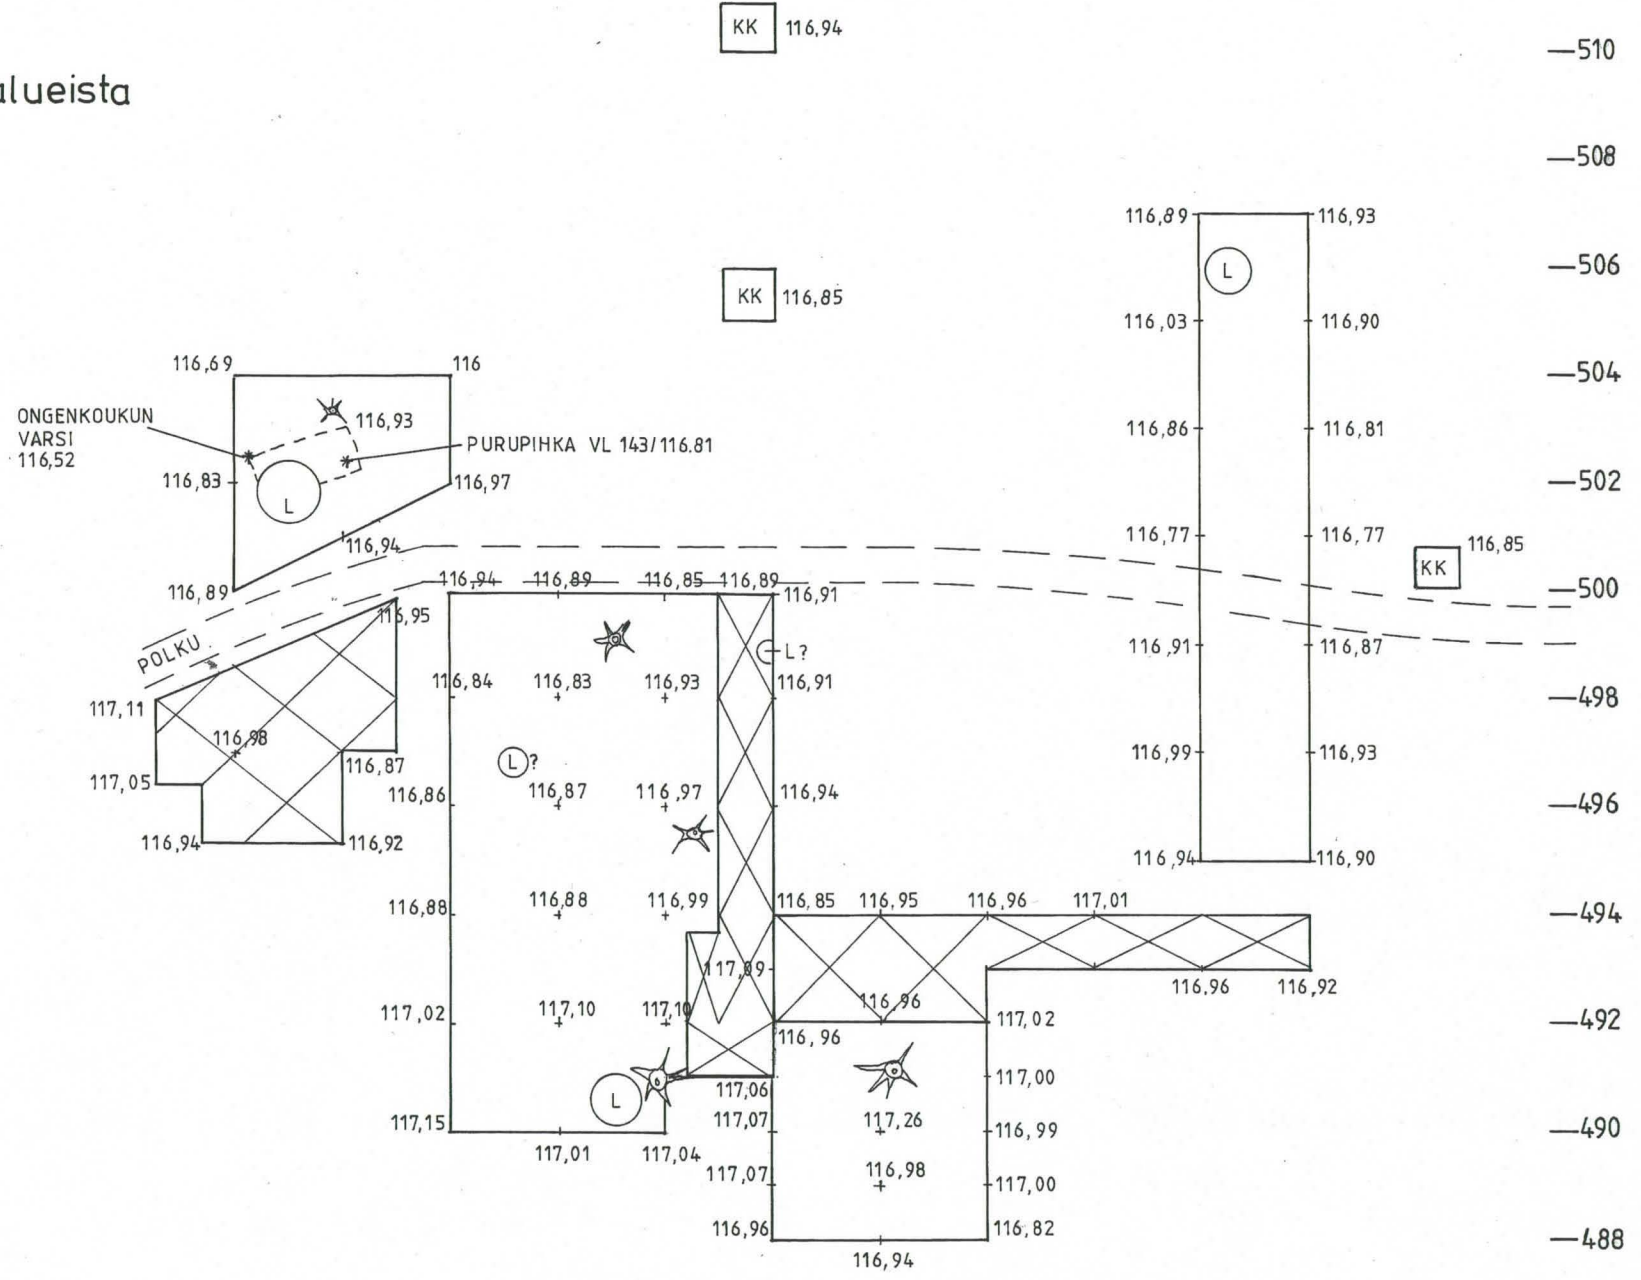 KK 116,94
510
alueista
508
116,89 116,93
506
L
KK 116,85
116,03 116,90
504
116,69 116
ONGENKOUKUN
VARSI
116,52
116,93
PURUPIHKA VL 143/116.81
116,86 116,81
502
116,83
L
116,97
116,94
116,77 116,77
116,85
KK
500
116,89
116,94 116,89 116,85 116,89
116,91
116,95
POLKU
L?
116,91 116,87
498
117,11
116,84 116,83 116,93 116,91
116,98
116,87
L?
116,99 116,93
117,05
116,86 116,87 116,97 116,94
496
116,94 116,92
116,94 116,90
116,88 116,88 116,99 116,85 116,95 116,96 117,01
494
117,09
116,96 116,92
116,96
117,02 117,10 117,10
117,02
492
116,96
117,06
117,00
L
117,15
117,07 117,26 116,99
490
117,01 117,04
117,07 116,98 117,00
116,96 116,82
488
116,94